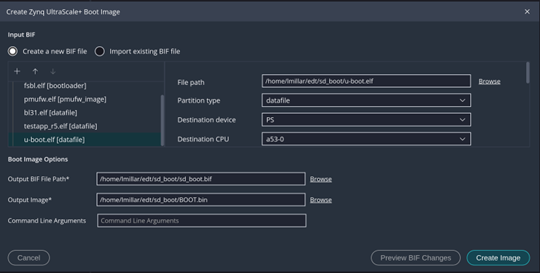 Create Zynq UltraScale+ Boot Image
Input BIF
Create a new BIF file Import existing BIF file
fsbl.elf [bootloader]
pmufw.elf [pmufw_image]
bl31.elf [datafile]
testapp_r5.elf [datafile]
u-boot.elf [datafile]
File path /home/lmillar/edt/sd_boot/u-boot.elf Browse
Partition type datafile
Destination device PS
Destination CPU a53-0
Boot Image Options
Output BIF File Path* /home/lmillar/edt/sd_boot/sd_boot.bif Browse
Output Image* /home/lmillar/edt/sd_boot/BOOT.bin Browse
Command Line Arguments Command Line Arguments
Cancel Preview BIF Changes Create Image